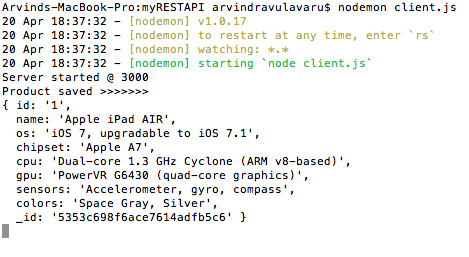 Arvinds-MacBook-Pro:myRESTAPI arvindravulavaru$ nodemon client.js
20 Apr 18:37:32 - [nodemon] v1.0.17
20 Apr 18:37:32 - [nodemon] to restart at any time, enter `rs`
20 Apr 18:37:32 - [nodemon] watching: *.*
20 Apr 18:37:32 - [nodemon] starting `node client.js`
Server started @ 3000
Product saved >>>>>>>
{ id: '1',
  name: 'Apple iPad AIR',
  os: 'iOS 7, upgradable to iOS 7.1',
  chipset: 'Apple A7',
  cpu: 'Dual-core 1.3 GHz Cyclone (ARM v8-based)',
  gpu: 'PowerVR G6430 (quad-core graphics)',
  sensors: 'Accelerometer, gyro, compass',
  colors: 'Space Gray, Silver',
  _id: '5353c698f6ace7614adfb5c6' }